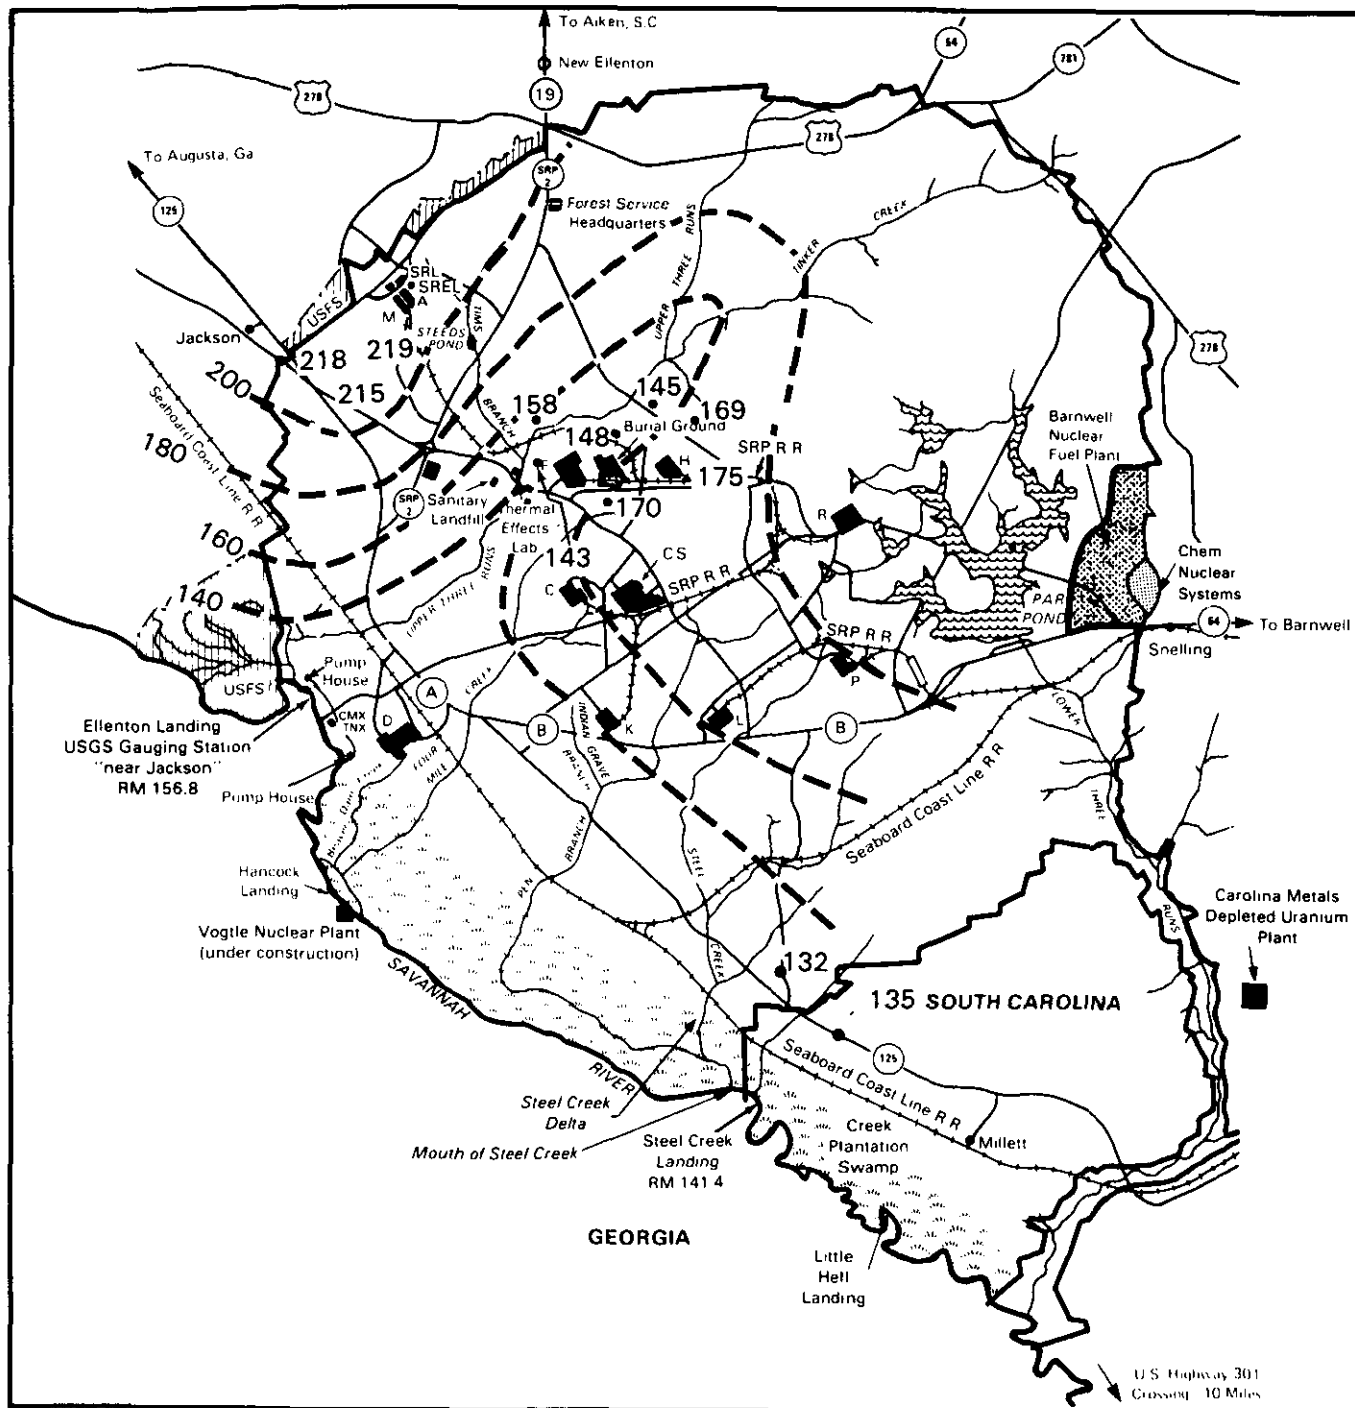 To Aiken, S.C
New Ellenton
64
781
278
19
278
To Augusta, Ga
SRP
2
125
Forest Service
Headquarters
UPPER THREE RUNS
TINKER CREEK
SRL
SREL
A
M
USFS
TIMS
BRANCH
STEEDS
POND
Jackson
218
219
278
200
215
158
145
169
Burial Ground
148
Barnwell
Nuclear
Fuel Plant
Seaboard Coast Line R R
180
F
H
SRP R R
175
SRP
2
Sanitary
Landfill
Thermal
Effects
Lab
170
R
160
143
CS
Chem
Nuclear
Systems
C
SRP R R
140
UPPER THREE RUNS
PAR
POND
SRP R R
64
To Barnwell
Snelling
Pump
House
USFS
P
A
CREEK
LOWER
Ellenton Landing
USGS Gauging Station
"near Jackson"
RM 156.8
CMX
TNX
D
B
INDIAN GRAVE
BRANCH
K
L
B
FOUR
MILE
Pump House
Seaboard Coast Line R R
THREE
BRANCH
STEEL
Hancock
Landing
PEN
RUNS
Carolina Metals
Depleted Uranium
Plant
Vogtle Nuclear Plant
(under construction)
CREEK
132
SAVANNAH
135 SOUTH CAROLINA
125
Seaboard Coast Line R R
RIVER
Steel Creek
Delta
Creek
Plantation
Swamp
Millett
Mouth of Steel Creek
Steel Creek
Landing
RM 141 4
GEORGIA
Little
Hell
Landing
U.S. Highway 301
Crossing 10 Miles